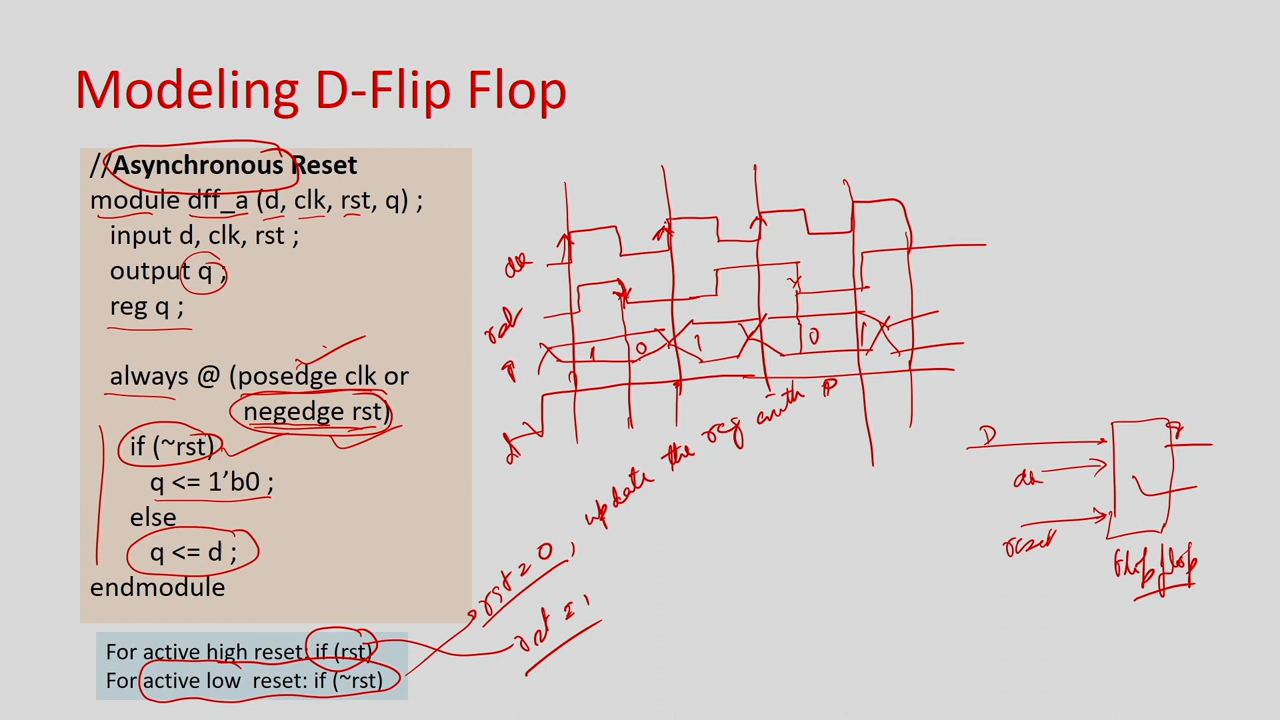 Modeling D-Flip Flop
// Asynchronous Reset
module dff_a (d, clk, rst, q) ;
input d, clk, rst ;
output q ;
reg q ;
always @ (posedge clk or
negedge rst)
if (~rst)
q <= 1’b0 ;
else
q <= d ;
endmodule
For active high reset: if (rst)
For active low reset: if (~rst)
clk
rst
q
1 0 1 0 1
d
rst = 0, update the reg with
rst = 1
D
q
clk
reset
Flip flop